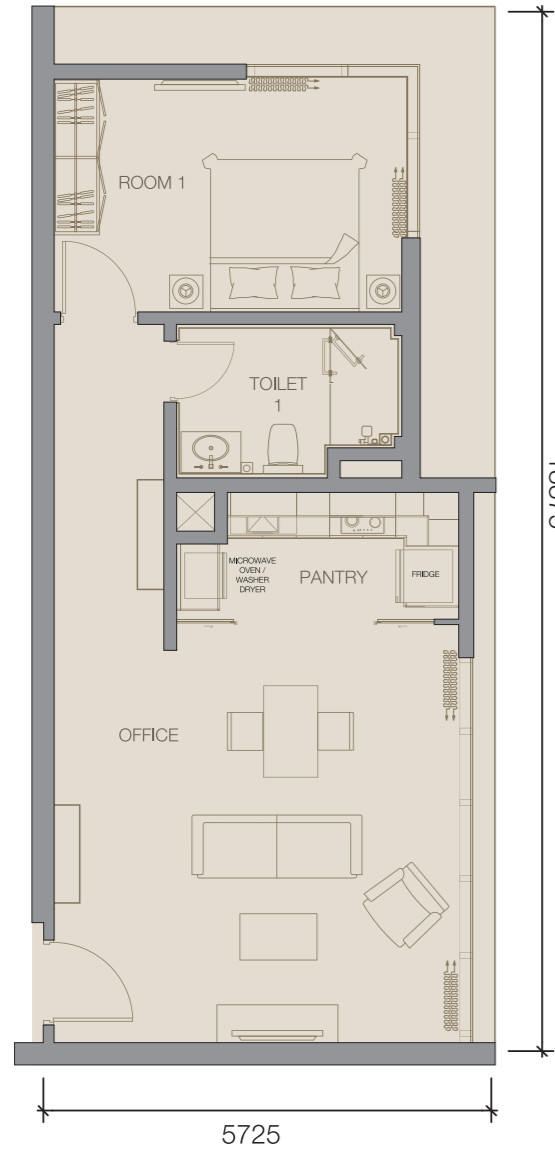 ROOM 1
TOILET
1
MICROWAVE
OVEN /
WASHER
DRYER
PANTRY
FRIDGE
OFFICE
5725